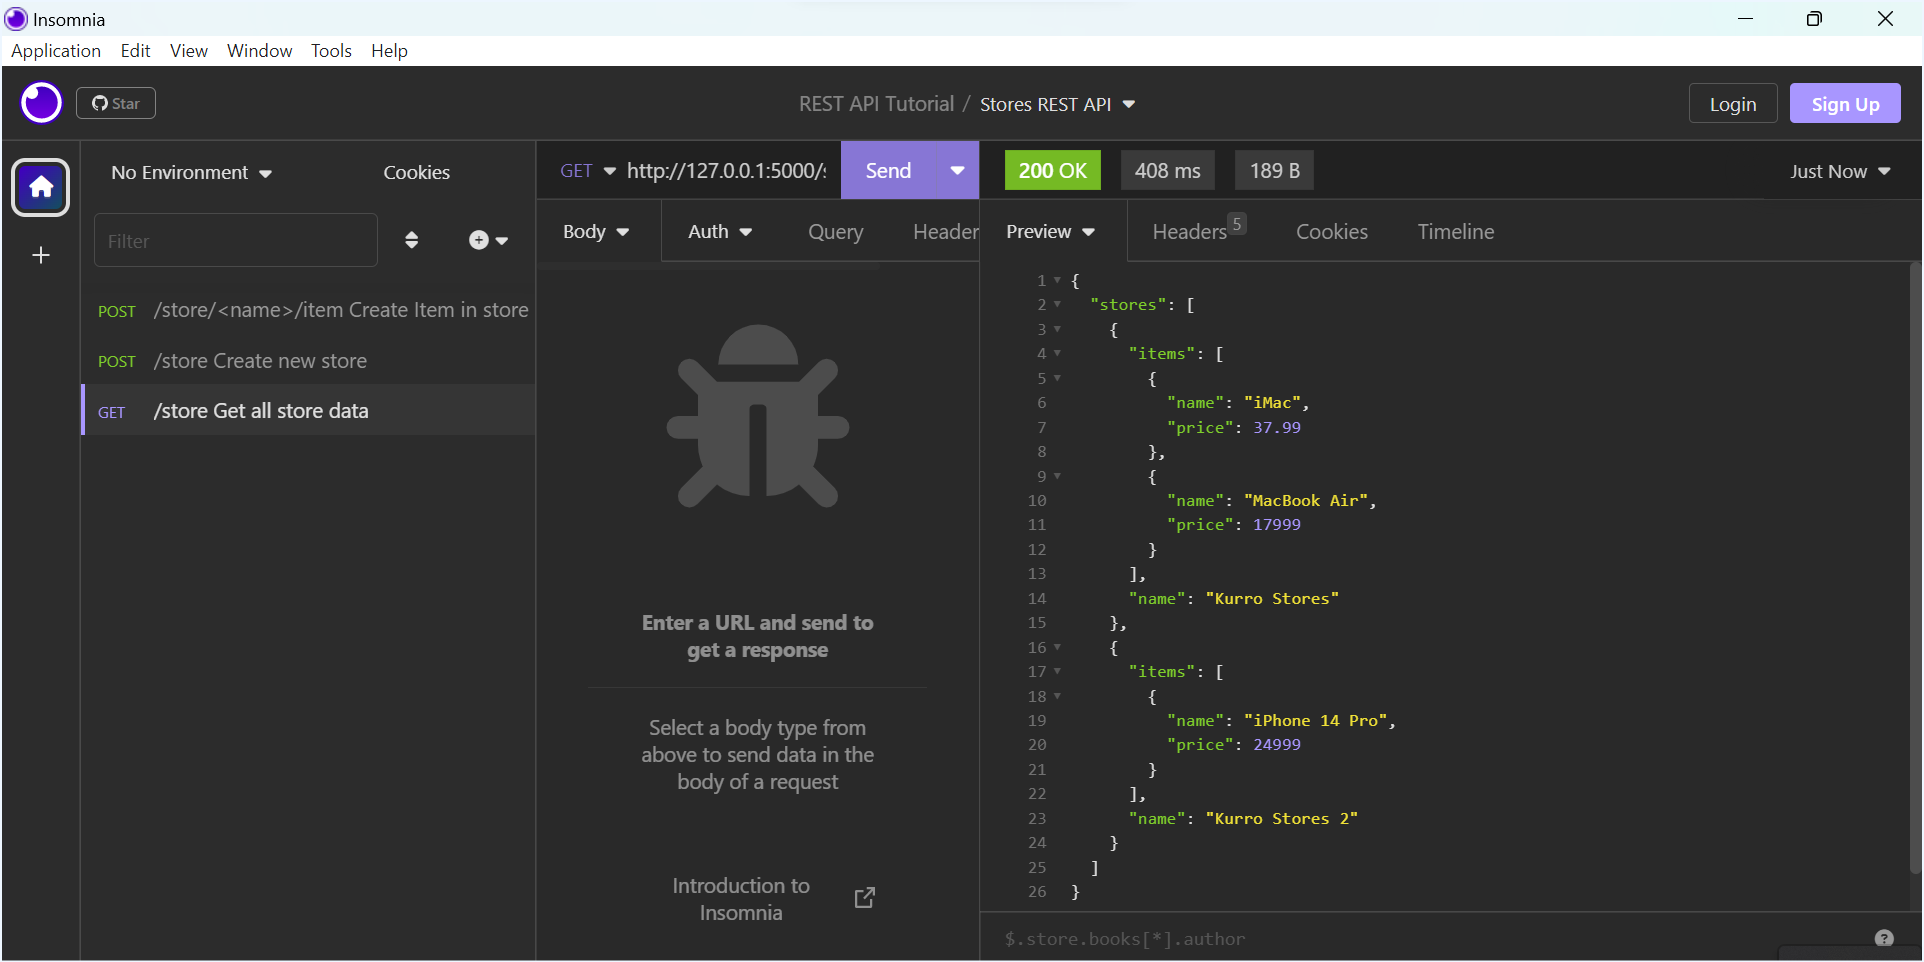 Insomnia
Application Edit View Window Tools Help
Star
REST API Tutorial / Stores REST API
Login
Sign Up
No Environment
Cookies
GET http://127.0.0.1:5000/
Send
200 OK
408 ms
189 B
Just Now
Filter
Body
Auth
Query
Header
Preview
Headers 5
Cookies
Timeline
POST /store/<name>/item Create Item in store
POST /store Create new store
GET /store Get all store data
Enter a URL and send to
get a response
Select a body type from
above to send data in the
body of a request
Introduction to
Insomnia
1 {
2 "stores": [
3 {
4 "items": [
5 {
6 "name": "iMac",
7 "price": 37.99
8 },
9 {
10 "name": "MacBook Air",
11 "price": 17999
12 }
13 ],
14 "name": "Kurro Stores"
15 },
16 {
17 "items": [
18 {
19 "name": "iPhone 14 Pro",
20 "price": 24999
21 }
22 ],
23 "name": "Kurro Stores 2"
24 }
25 ]
26 }
$.store.books[*].author
?